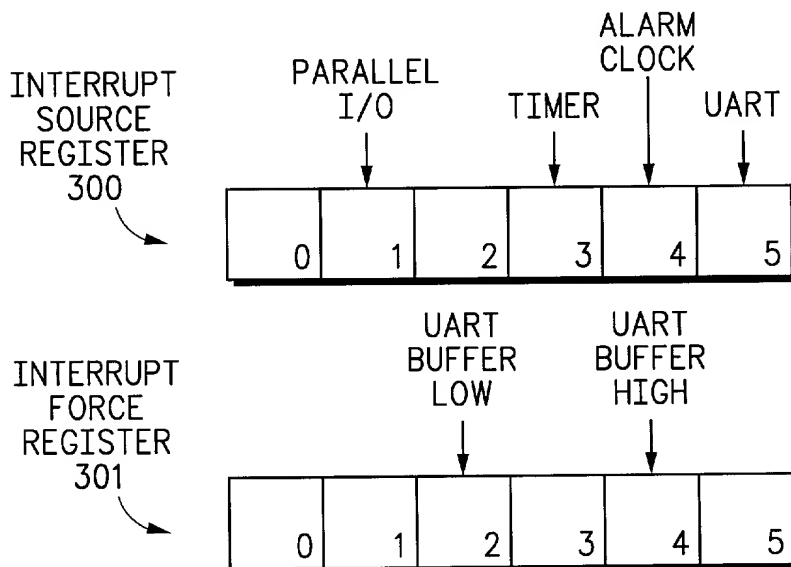 INTERRUPT
SOURCE
REGISTER
300
PARALLEL
I/O
TIMER
ALARM
CLOCK
UART
0 1 2 3 4 5
INTERRUPT
FORCE
REGISTER
301
UART
BUFFER
LOW
UART
BUFFER
HIGH
0 1 2 3 4 5